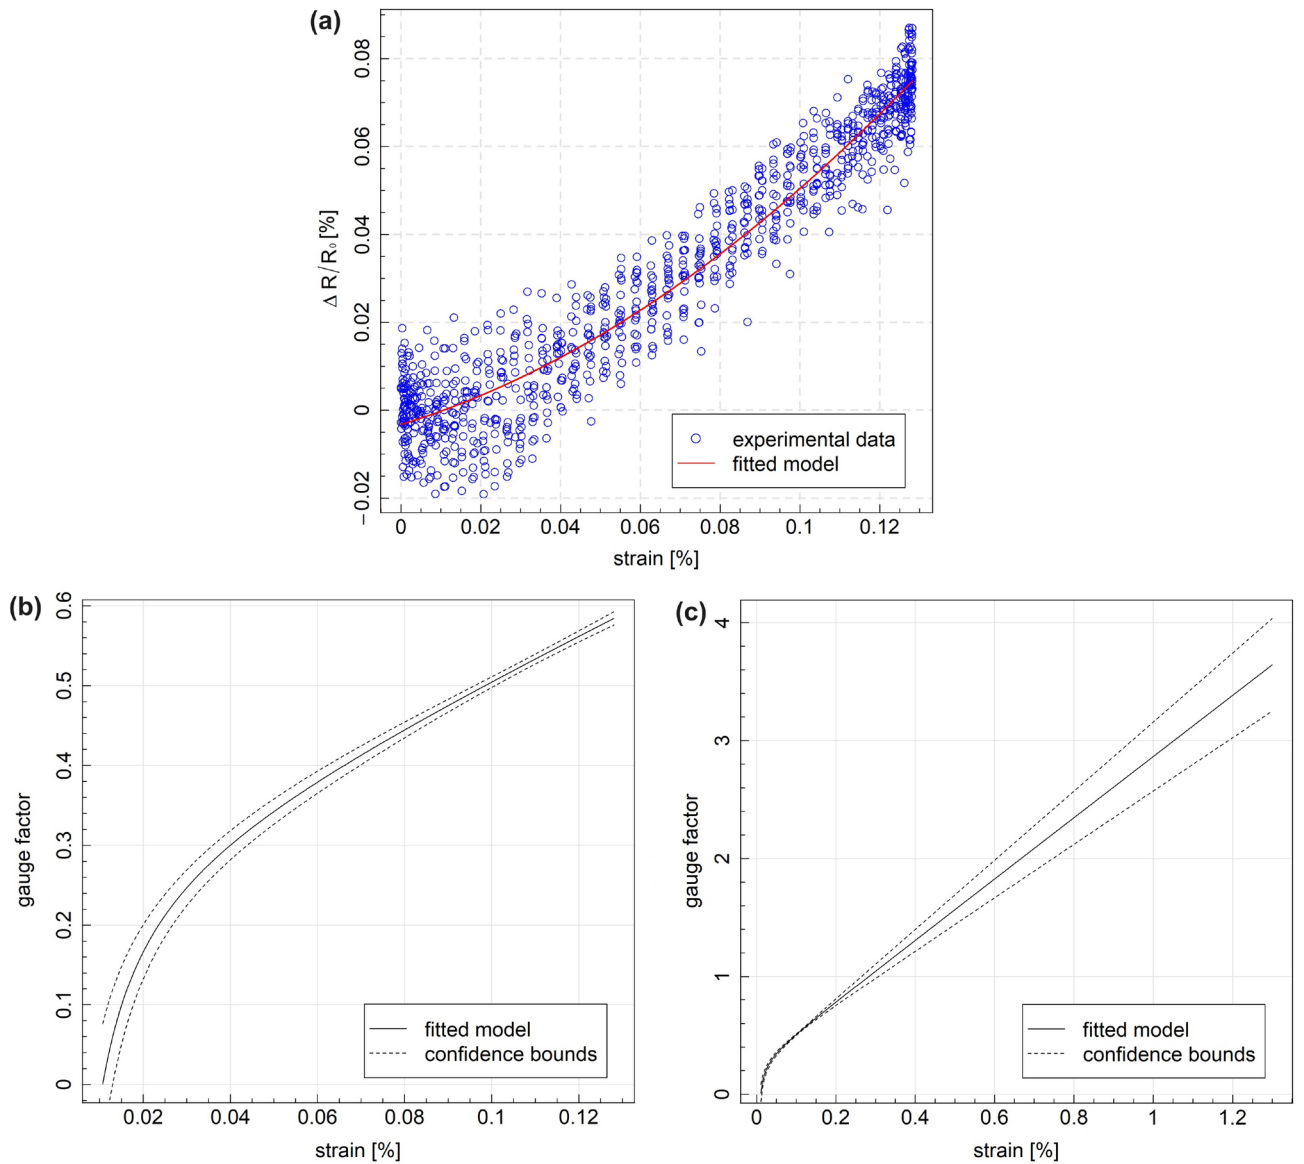 (a)
0.08
0.06
0.04
0.02
0
−0.02
Δ R/R₀ [%]
0 0.02 0.04 0.06 0.08 0.1 0.12
strain [%]
experimental data
fitted model
(b)
0.6
0.5
0.4
0.3
0.2
0.1
0
gauge factor
0.02 0.04 0.06 0.08 0.1 0.12
strain [%]
fitted model
confidence bounds
(c)
4
3
2
1
0
gauge factor
0 0.2 0.4 0.6 0.8 1 1.2
strain [%]
fitted model
confidence bounds